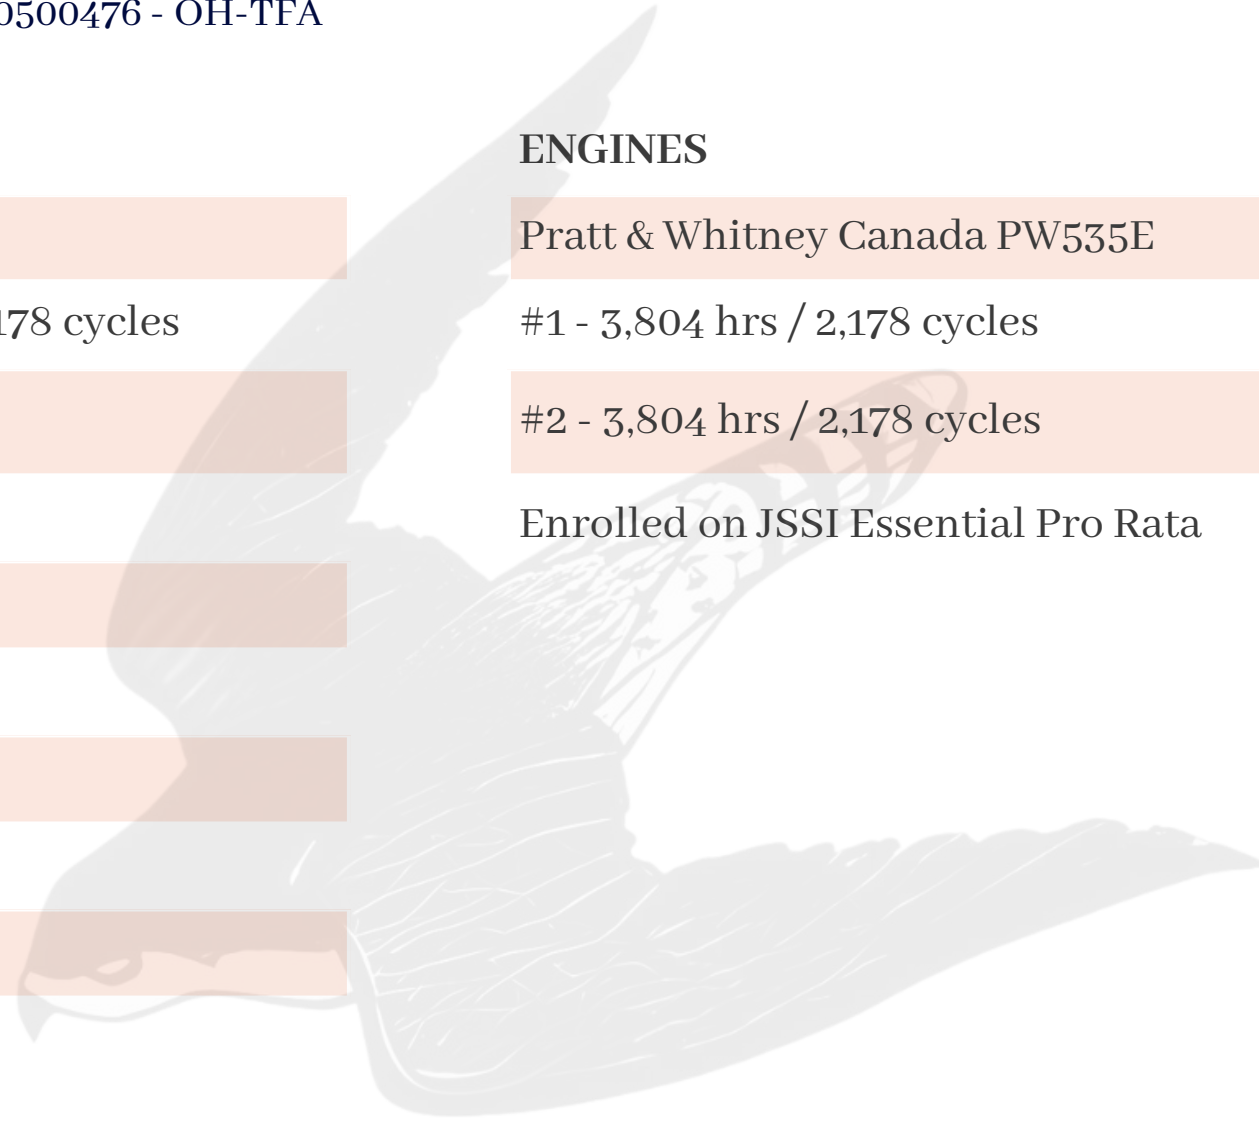 0500476 - OH-TFA
ENGINES
Pratt & Whitney Canada PW535E
178 cycles
#1 - 3,804 hrs / 2,178 cycles
#2 - 3,804 hrs / 2,178 cycles
Enrolled on JSSI Essential Pro Rata